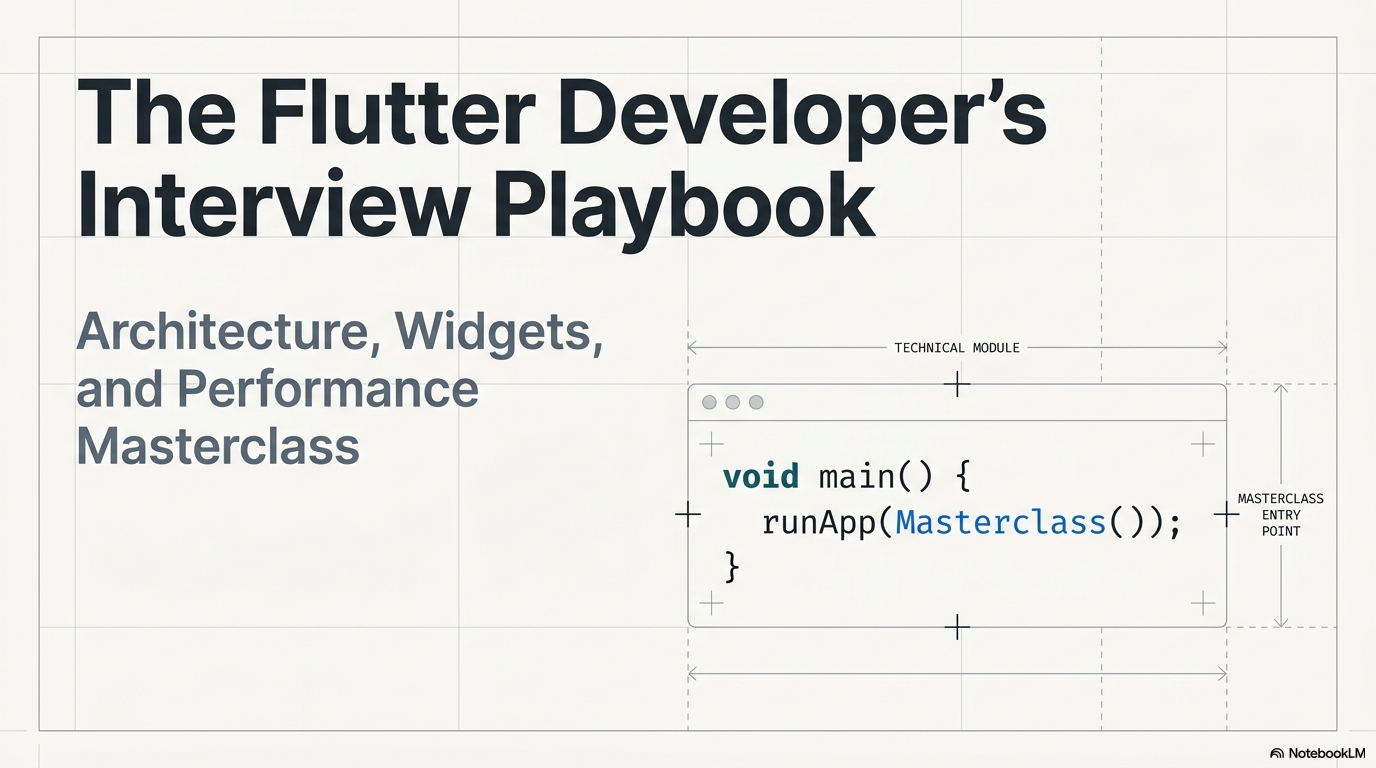 The Flutter Developer’s
Interview Playbook
Architecture, Widgets,
and Performance
Masterclass
TECHNICAL MODULE
void main() {
  runApp(Masterclass());
}
MASTERCLASS
ENTRY
POINT
NotebookLM